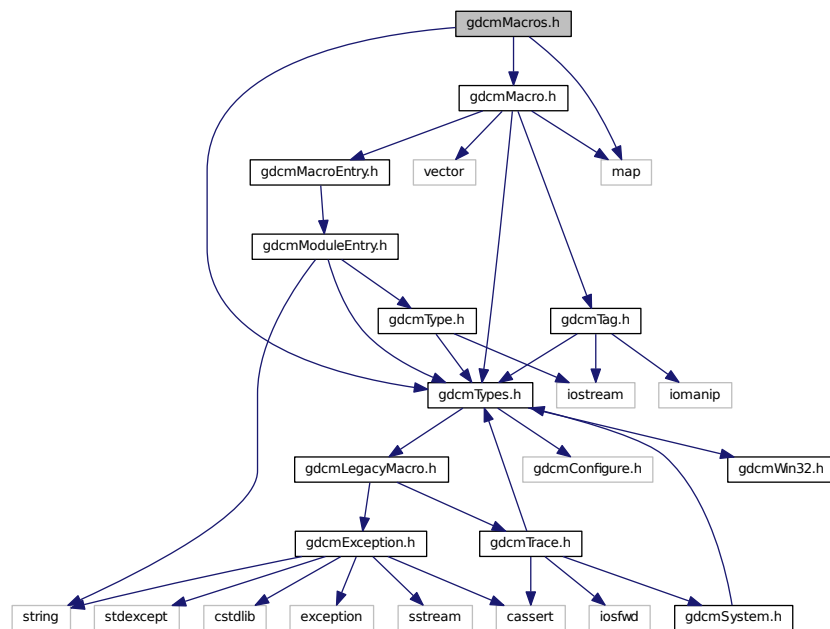 gdcmMacros.h
gdcmMacro.h
gdcmMacroEntry.h
vector
map
gdcmModuleEntry.h
gdcmType.h
gdcmTag.h
gdcmTypes.h
iostream
iomanip
gdcmLegacyMacro.h
gdcmConfigure.h
gdcmWin32.h
gdcmException.h
gdcmTrace.h
string
stdexcept
cstdlib
exception
sstream
cassert
iosfwd
gdcmSystem.h